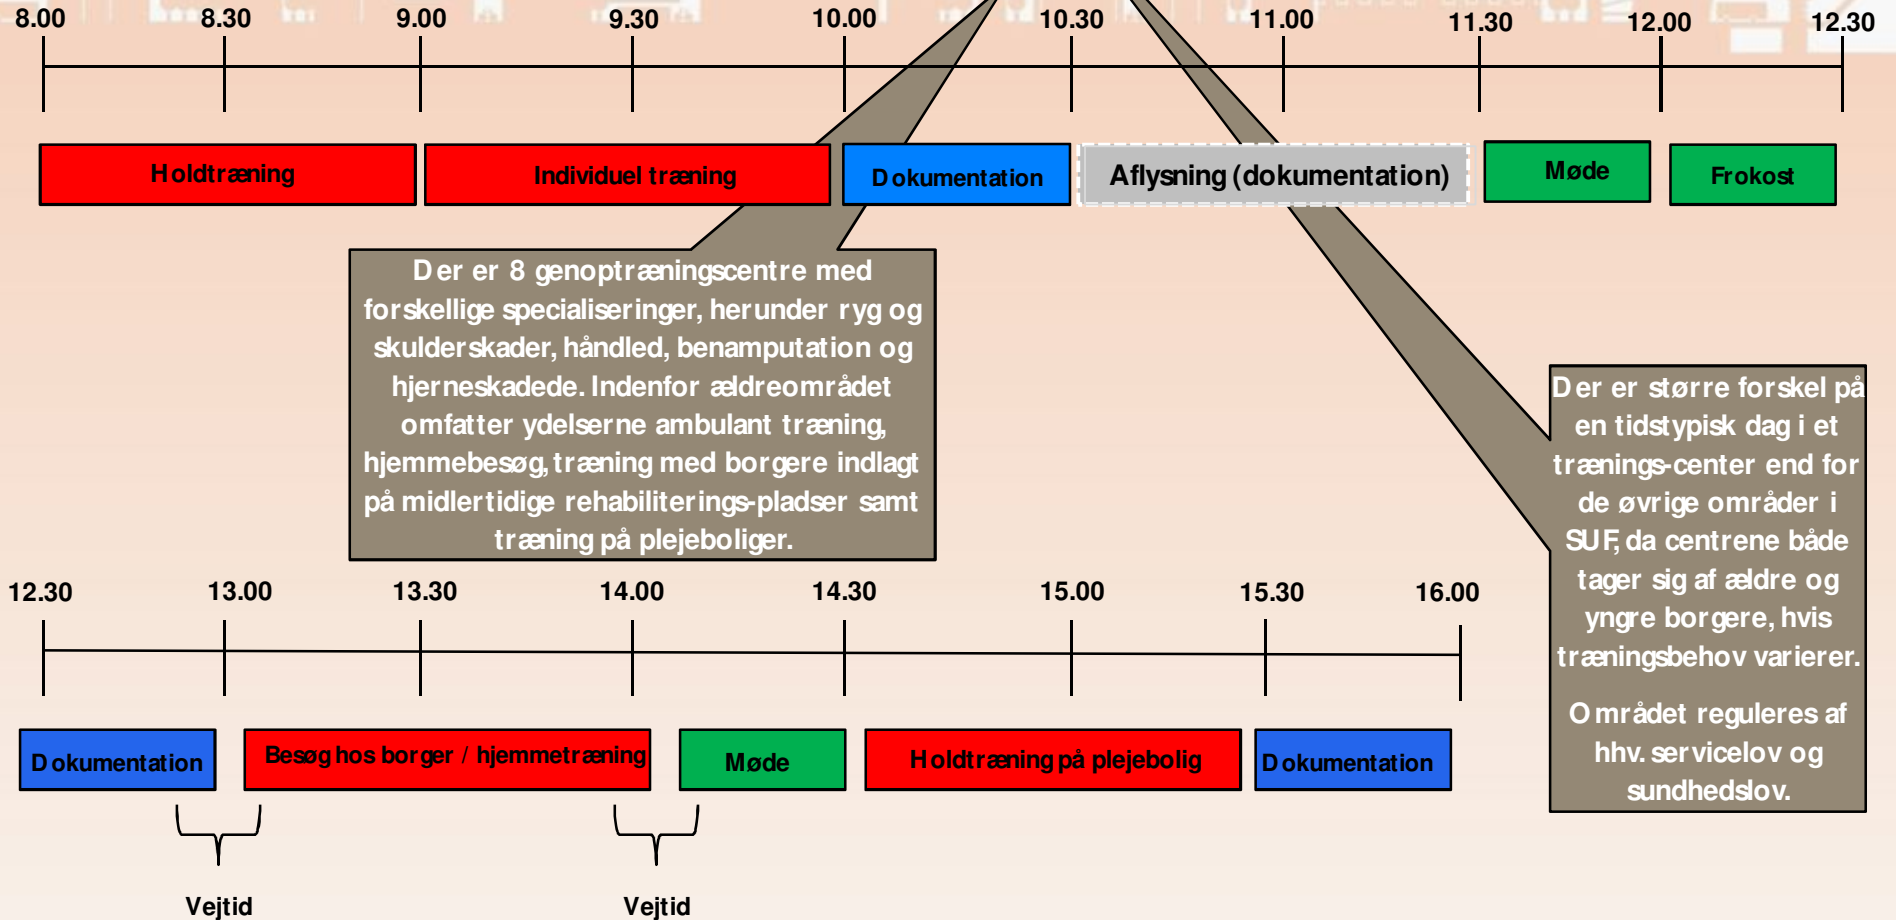 8.00 8.30 9.00 9.30 10.00 10.30 11.00 11.30 12.00 12.30
Holdtræning Individuel træning Dokumentation Aflysning (dokumentation) Møde Frokost
Der er 8 genoptræningscentre med
forskellige specialiseringer, herunder ryg og
skulderskader, håndled, benamputation og
hjerneskadede. Indenfor ældreområdet
omfatter ydelserne ambulant træning,
hjemmebesøg, træning med borgere indlagt
på midlertidige rehabiliterings-pladser samt
træning på plejeboliger.
Der er større forskel på
en tidstypisk dag i et
trænings-center end for
de øvrige områder i
SUF, da centrene både
tager sig af ældre og
yngre borgere, hvis
træningsbehov varierer.
Området reguleres af
hhv. servicelov og
sundhedslov.
12.30 13.00 13.30 14.00 14.30 15.00 15.30 16.00
Dokumentation Besøg hos borger / hjemmetræning Møde Holdtræning på plejebolig Dokumentation
Vejtid Vejtid